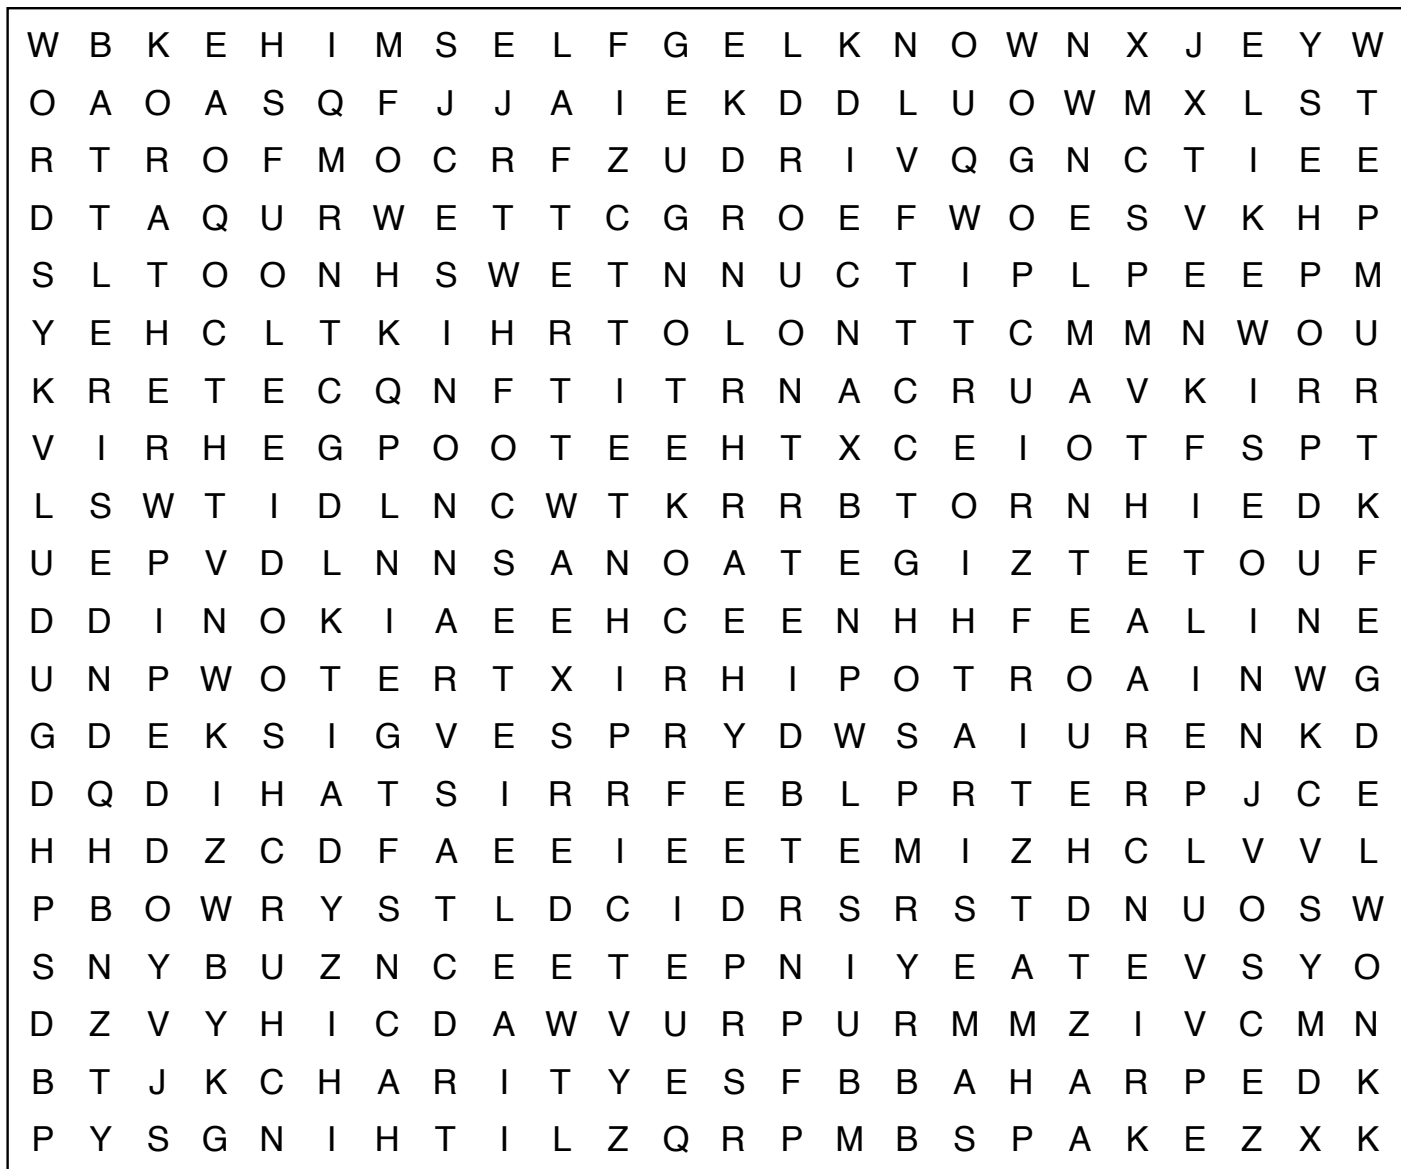 W B K E H I M S E L F G E L K N O W N X J E Y W
O A O A S Q F J J A I E K D D L U O W M X L S T
R T R O F M O C R F Z U D R I V Q G N C T I E E
D T A Q U R W E T T C G R O E F W O E S V K H P
S L T O O N H S W E T N N U C T I P L P E E P M
Y E H C L T K I H R T O L O N T T C M M N W O U
K R E T E C Q N F T I T R N A C R U A V K I R R
V I R H E G P O O T E E H T X C E I O T F S P T
L S W T I D L N C W T K R R B T O R N H I E D K
U E P V D L N N S A N O A T E G I Z T E T O U F
D D I N O K I A E E H C E E N H H F E A L I N E
U N P W O T E R T X I R H I P O T R O A I N W G
G D E K S I G V E S P R Y D W S A I U R E N K D
D Q D I H A T S I R R F E B L P R T E R P J C E
H H D Z C D F A E E I E E T E M I Z H C L V V L
P B O W R Y S T L D C I D R S R S T D N U O S W
S N Y B U Z N C E E T E P N I Y E A T E V S Y O
D Z V Y H I C D A W V U R P U R M M Z I V C M N
B T J K C H A R I T Y E S F B B A H A R P E D K
P Y S G N I H T I L Z Q R P M B S P A K E Z X K